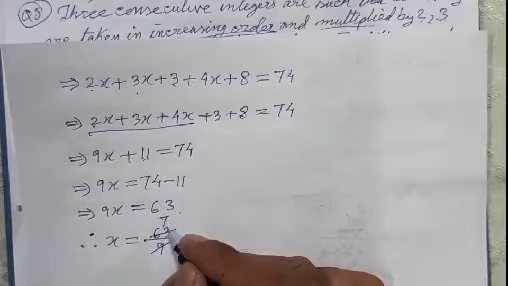 Q3) Three consecutive integers are such that
are taken in increasing order and multiplied by 2, 3
⇒ 2x+3x+3+4x+8=74
⇒ 2x+3x+4x+3+8=74
⇒ 9x+11=74
⇒ 9x=74-11
⇒ 9x=63.
7
∴ x=63/9